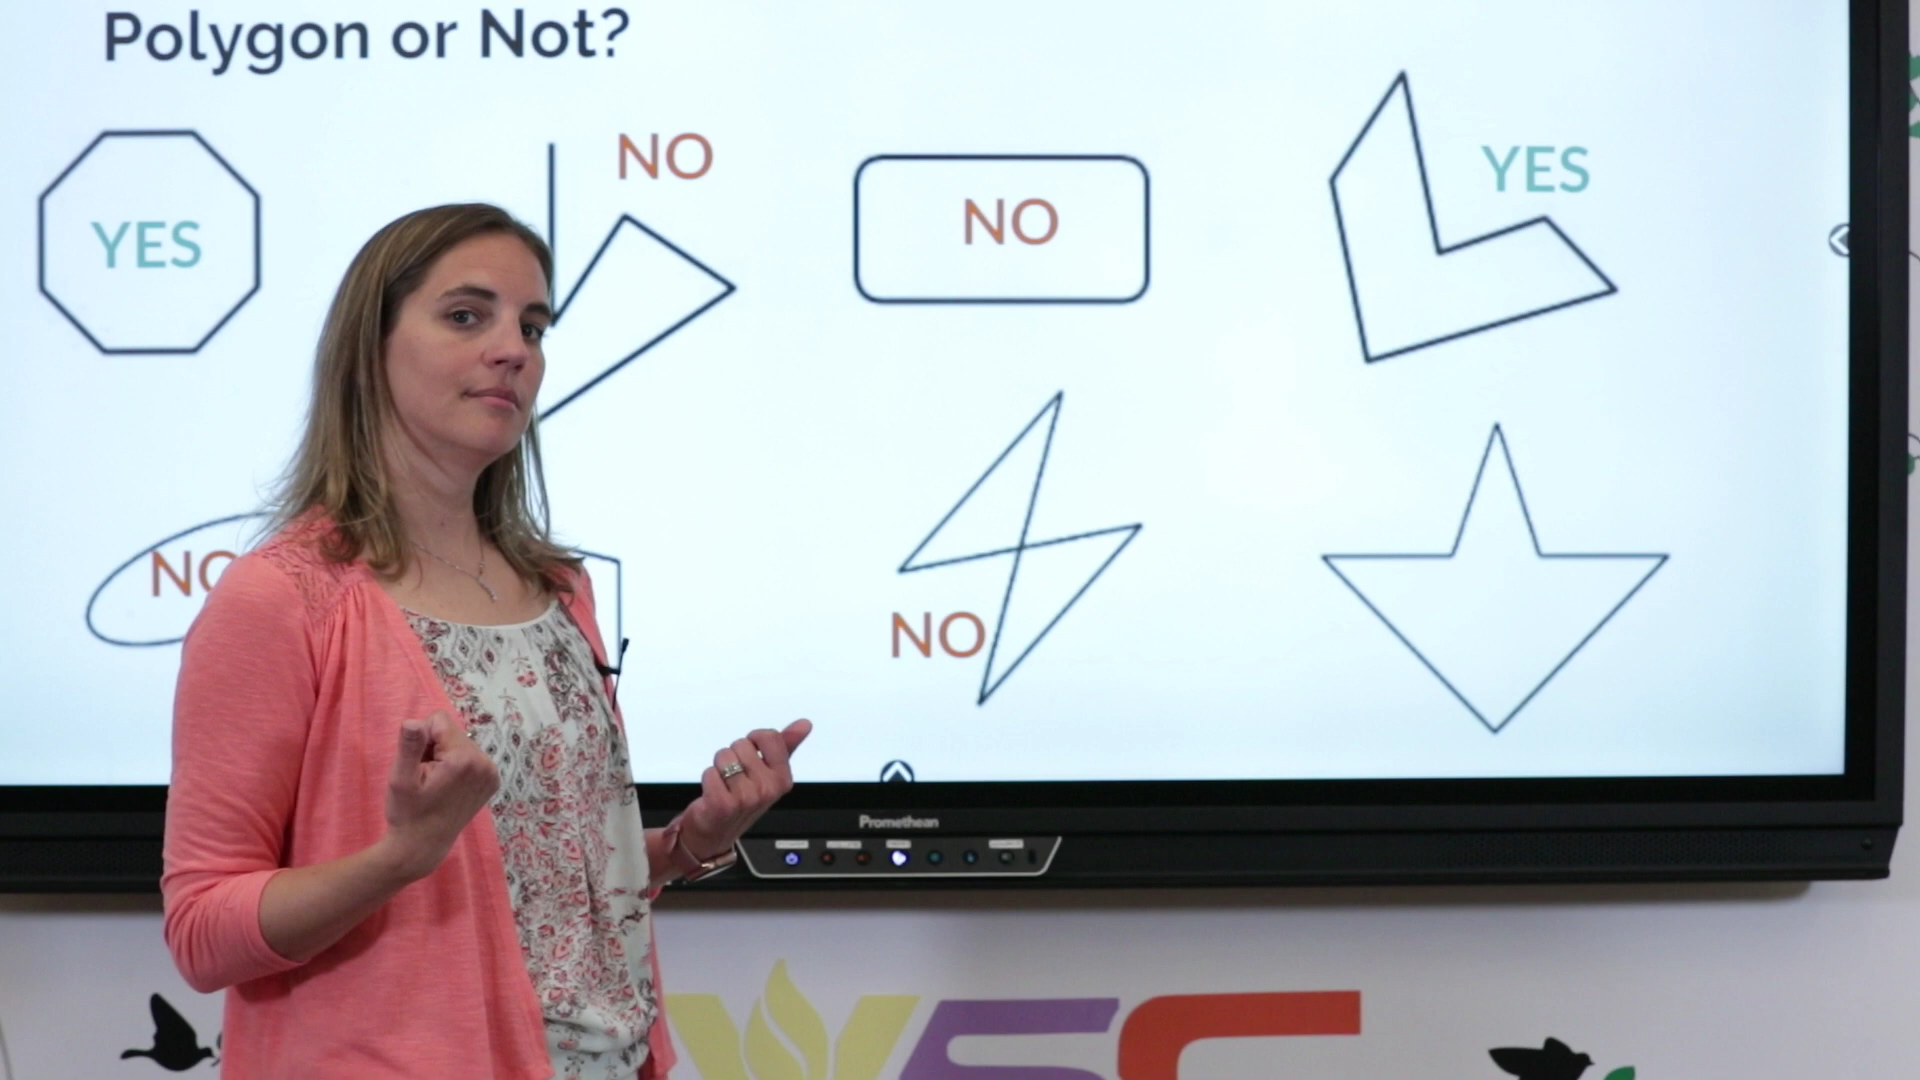 Polygon or Not?
YES
NO
NO
YES
NO
NO
Promethean